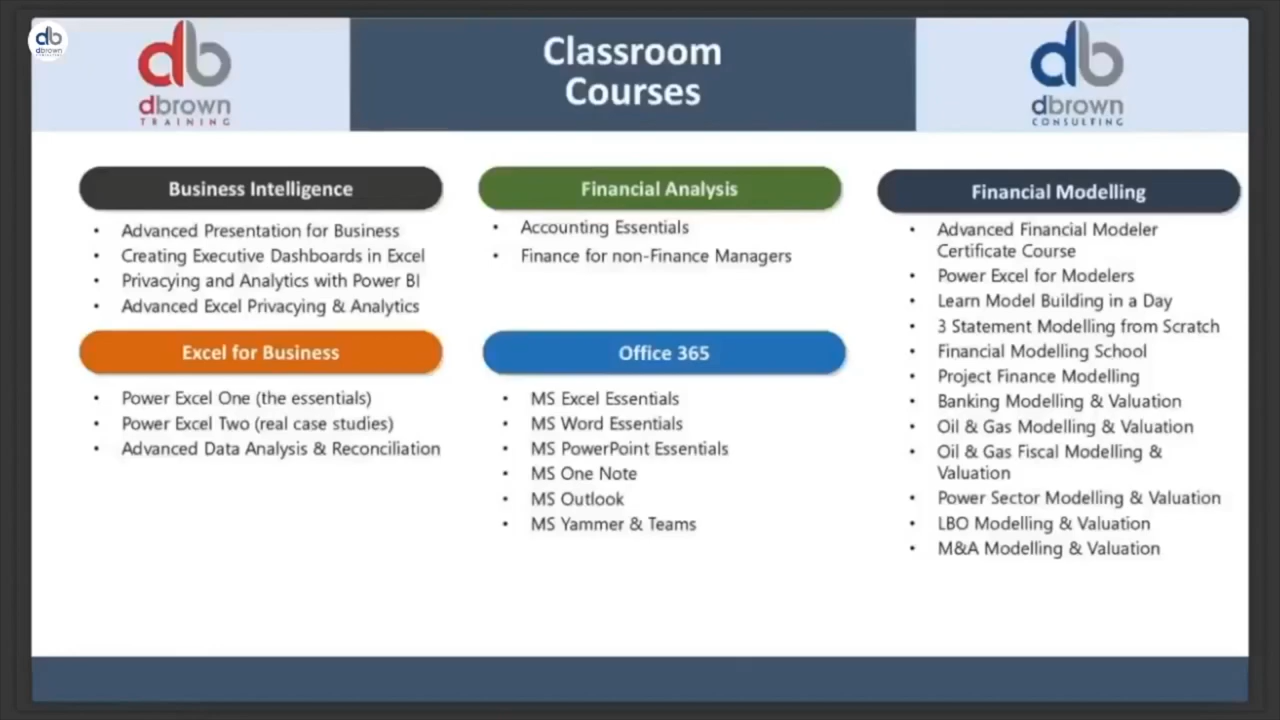 db
dbrown
CONSULTING
db
dbrown
TRAINING
Classroom
Courses
db
dbrown
CONSULTING
Business Intelligence
• Advanced Presentation for Business
• Creating Executive Dashboards in Excel
• Privacying and Analytics with Power BI
• Advanced Excel Privacying & Analytics
Excel for Business
• Power Excel One (the essentials)
• Power Excel Two (real case studies)
• Advanced Data Analysis & Reconciliation
Financial Analysis
• Accounting Essentials
• Finance for non-Finance Managers
Office 365
• MS Excel Essentials
• MS Word Essentials
• MS PowerPoint Essentials
• MS One Note
• MS Outlook
• MS Yammer & Teams
Financial Modelling
• Advanced Financial Modeler
Certificate Course
• Power Excel for Modelers
• Learn Model Building in a Day
• 3 Statement Modelling from Scratch
• Financial Modelling School
• Project Finance Modelling
• Banking Modelling & Valuation
• Oil & Gas Modelling & Valuation
• Oil & Gas Fiscal Modelling &
Valuation
• Power Sector Modelling & Valuation
• LBO Modelling & Valuation
• M&A Modelling & Valuation